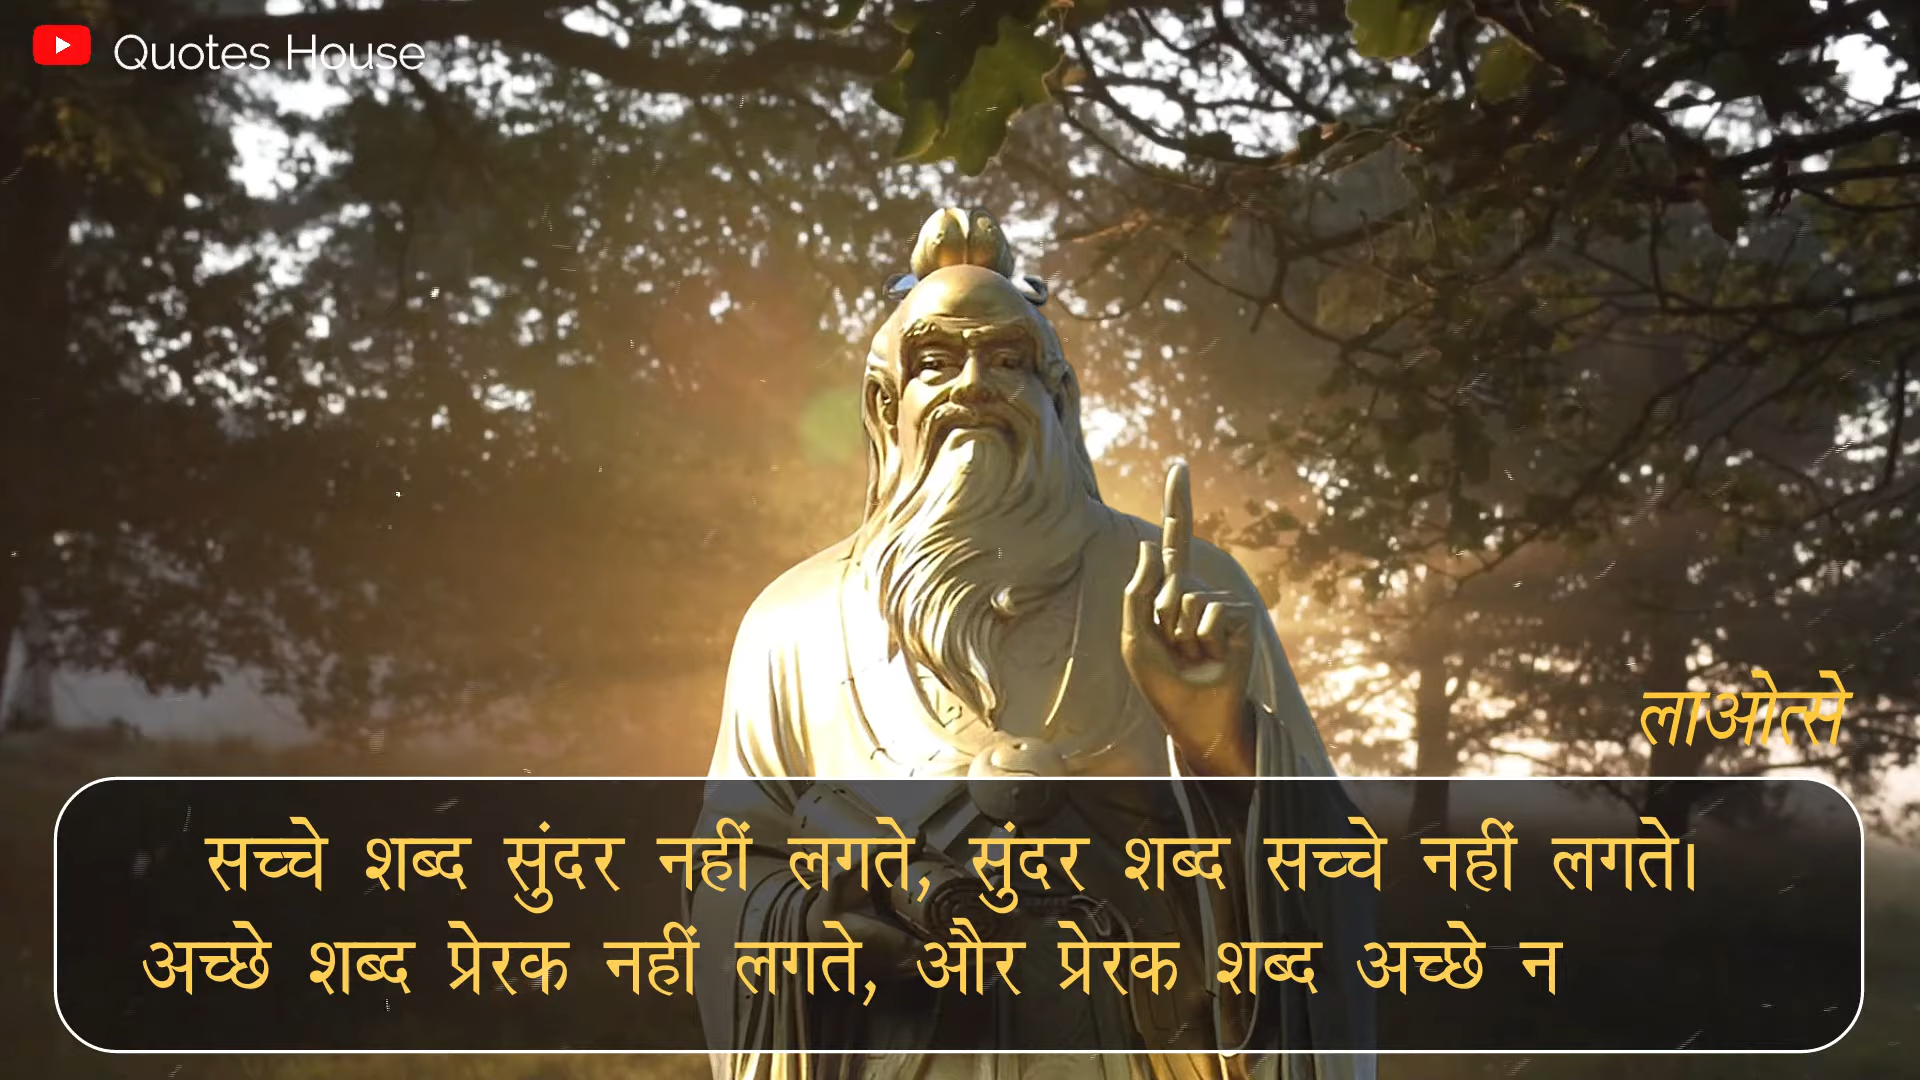 Quotes House
लाओत्से
सच्चे शब्द सुंदर नहीं लगते, सुंदर शब्द सच्चे नहीं लगते।
अच्छे शब्द प्रेरक नहीं लगते, और प्रेरक शब्द अच्छे न